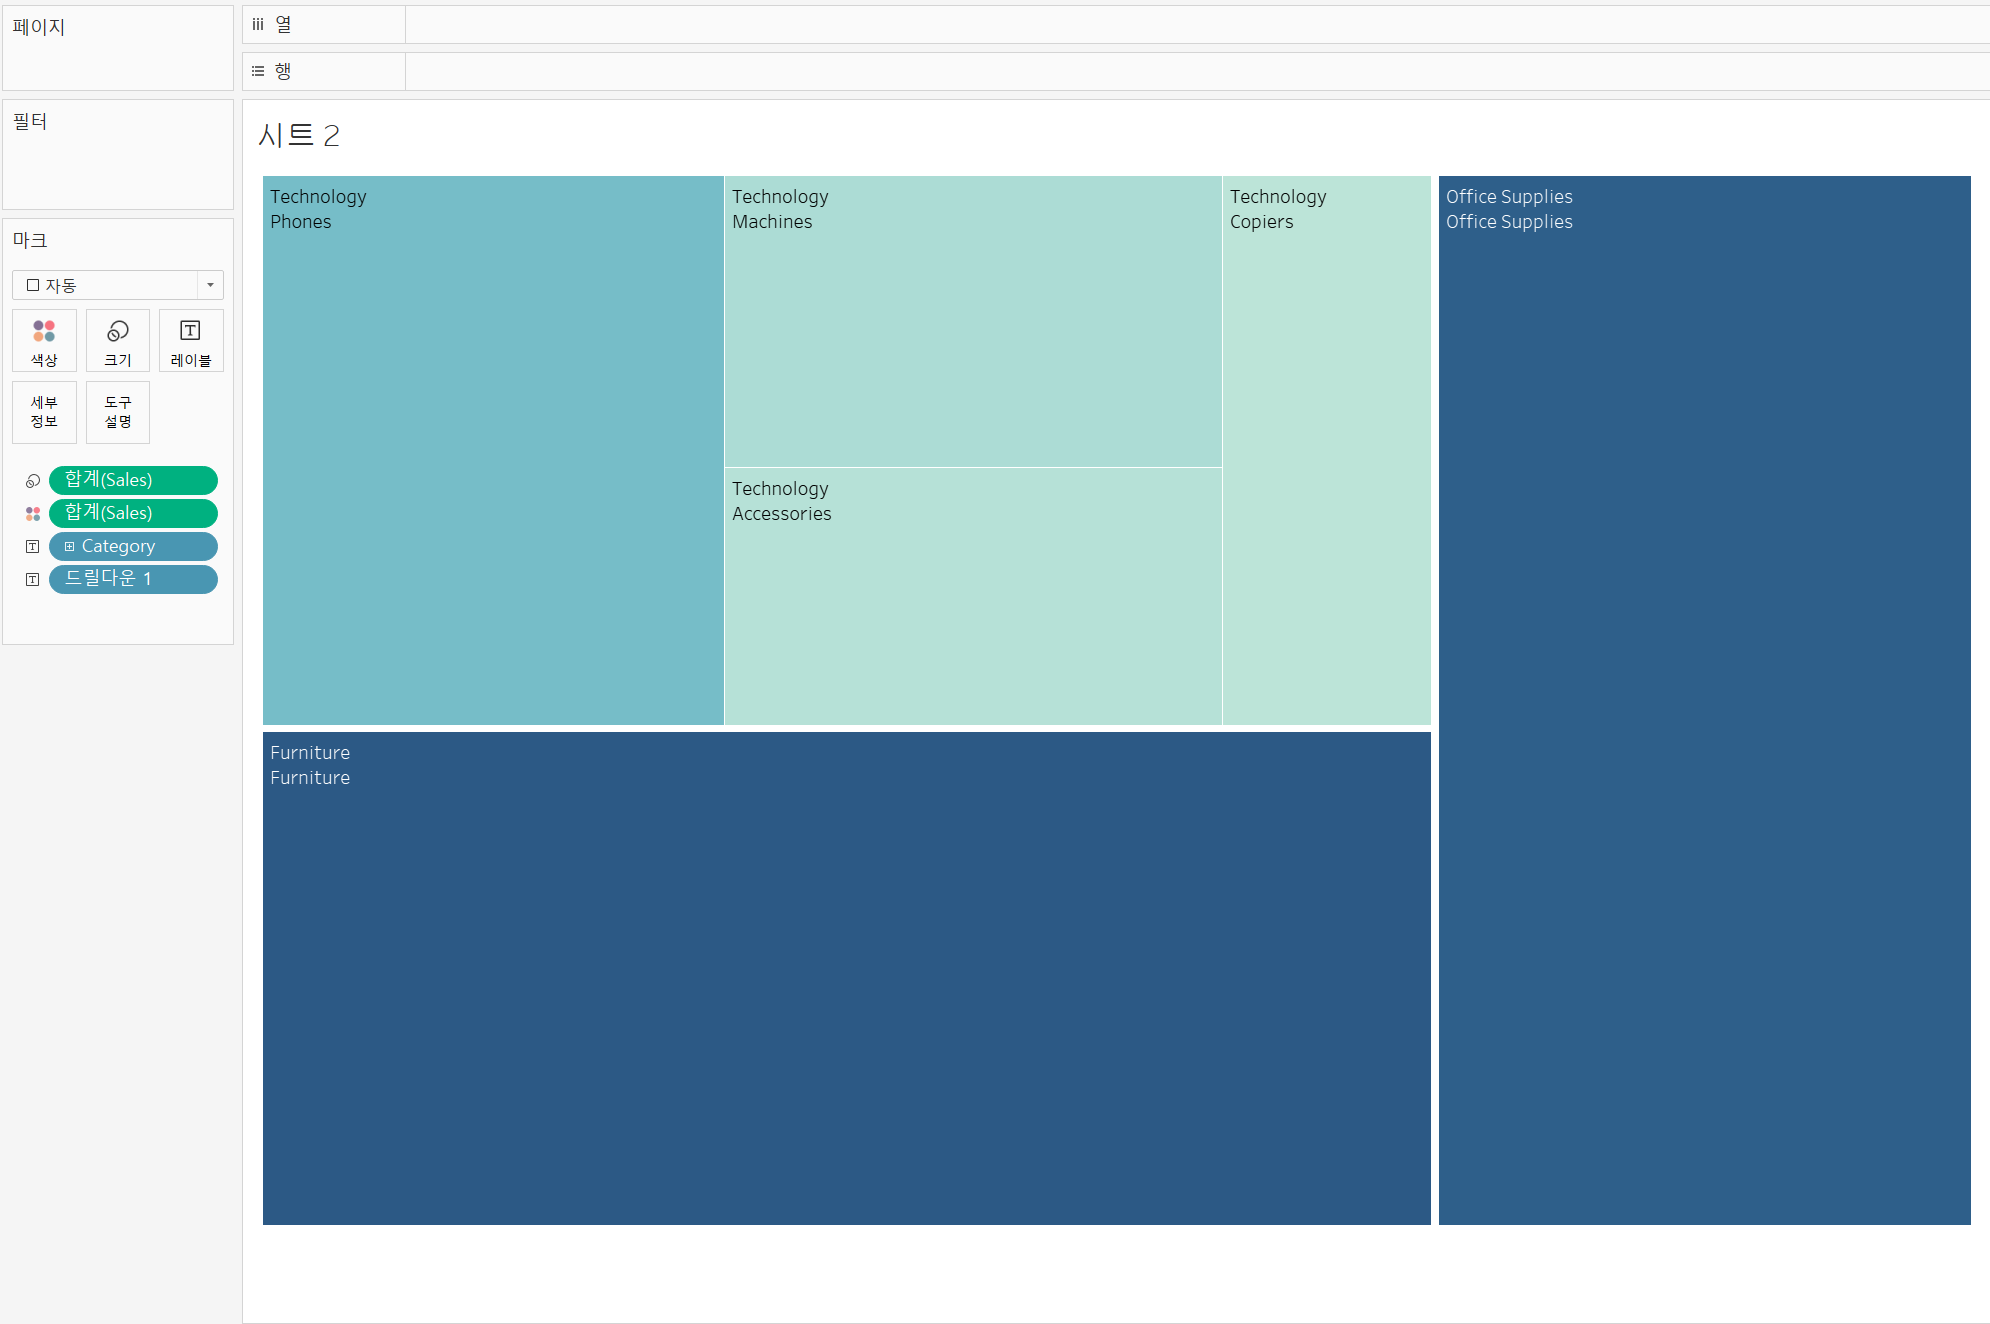 페이지
열
행
필터
마크
자동
색상
크기
레이블
세부
정보
도구
설명
합계(Sales)
합계(Sales)
Category
드릴다운 1
시트 2
Technology
Phones
Technology
Machines
Technology
Copiers
Office Supplies
Office Supplies
Technology
Accessories
Furniture
Furniture